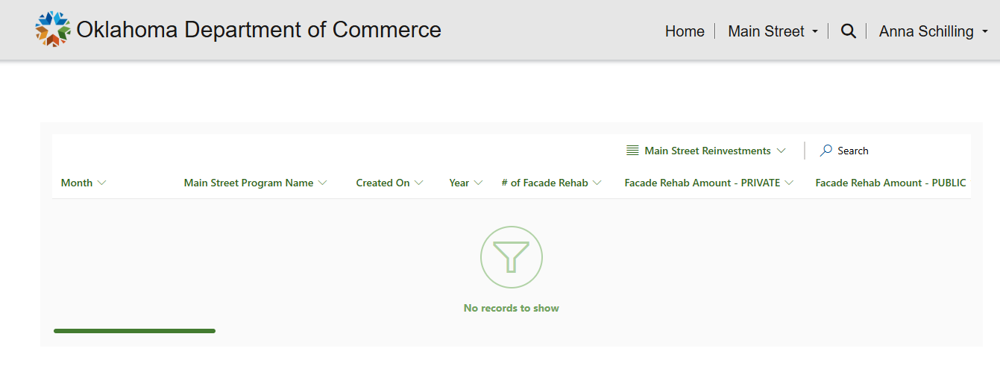 Oklahoma Department of Commerce
Home Main Street Anna Schilling
Main Street Reinvestments Search
Month Main Street Program Name Created On Year # of Facade Rehab Facade Rehab Amount - PRIVATE Facade Rehab Amount - PUBLIC
No records to show